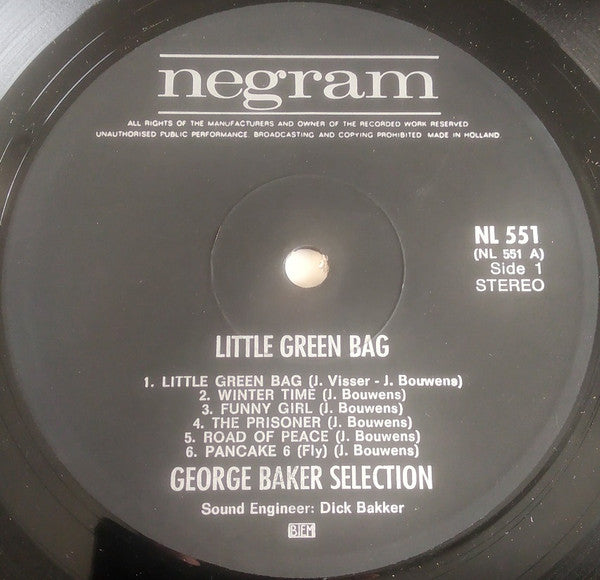 negram
ALL RIGHTS OF THE MANUFACTURERS AND OWNER OF THE RECORDED WORK RESERVED
UNAUTHORISED PUBLIC PERFORMANCE. BROADCASTING AND COPYING PROHIBITED MADE IN HOLLAND
NL 551
(NL 551 A)
Side 1
STEREO
LITTLE GREEN BAG
1. LITTLE GREEN BAG (J. Visser - J. Bouwens)
2. WINTER TIME (J. Bouwens)
3. FUNNY GIRL (J. Bouwens)
4. THE PRISONER (J. Bouwens)
5. ROAD OF PEACE (J. Bouwens)
6. PANCAKE 6 (Fly) (J. Bouwens)
GEORGE BAKER SELECTION
Sound Engineer: Dick Bakker
BIEM